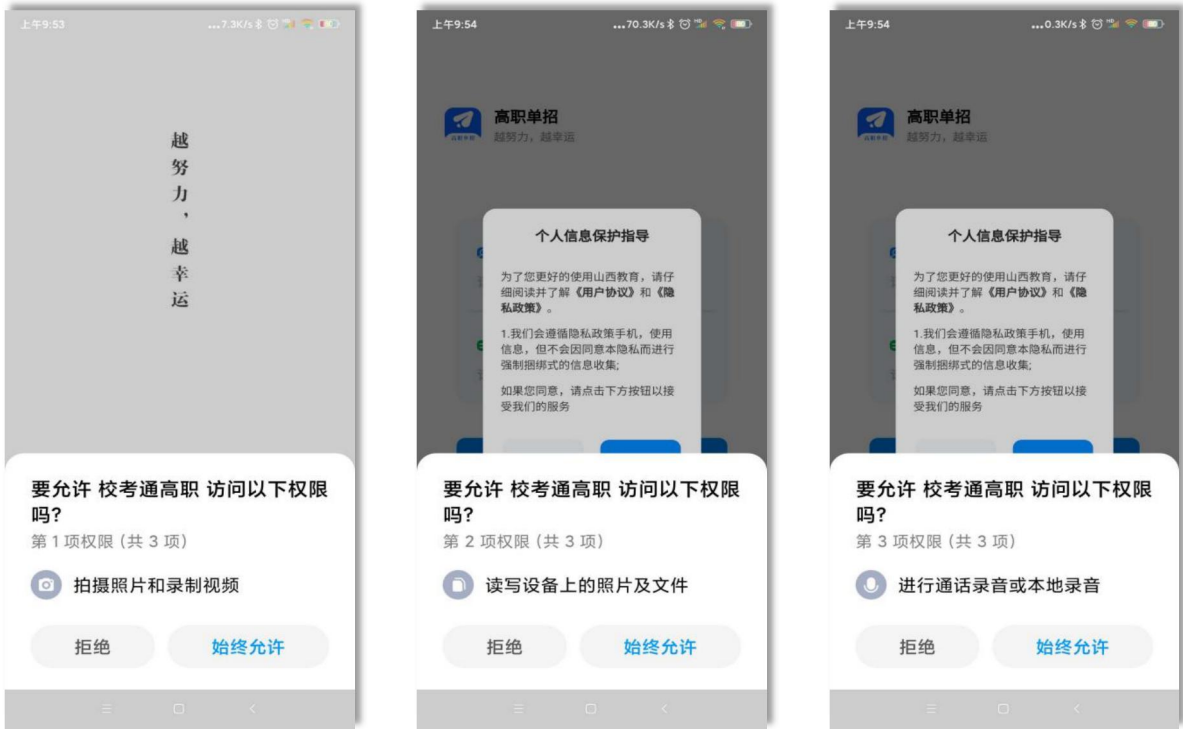 上午9:53
...7.3K/s
越努力,越幸运
要允许 校考通高职 访问以下权限
吗?
第 1 项权限 (共 3 项)
拍摄照片和录制视频
拒绝
始终允许
上午9:54
...70.3K/s
高职单招
越努力，越幸运
个人信息保护指导
为了您更好的使用山西教育，请仔
细阅读并了解《用户协议》和《隐
私政策》。
1.我们会遵循隐私政策手机，使用
信息，但不会因同意本隐私而进行
强制捆绑式的信息收集;
如果您同意，请点击下方按钮以接
受我们的服务
要允许 校考通高职 访问以下权限
吗?
第 2 项权限 (共 3 项)
读写设备上的照片及文件
拒绝
始终允许
上午9:54
...0.3K/s
高职单招
越努力，越幸运
个人信息保护指导
为了您更好的使用山西教育，请仔
细阅读并了解《用户协议》和《隐
私政策》。
1.我们会遵循隐私政策手机，使用
信息，但不会因同意本隐私而进行
强制捆绑式的信息收集;
如果您同意，请点击下方按钮以接
受我们的服务
要允许 校考通高职 访问以下权限
吗?
第 3 项权限 (共 3 项)
进行通话录音或本地录音
拒绝
始终允许